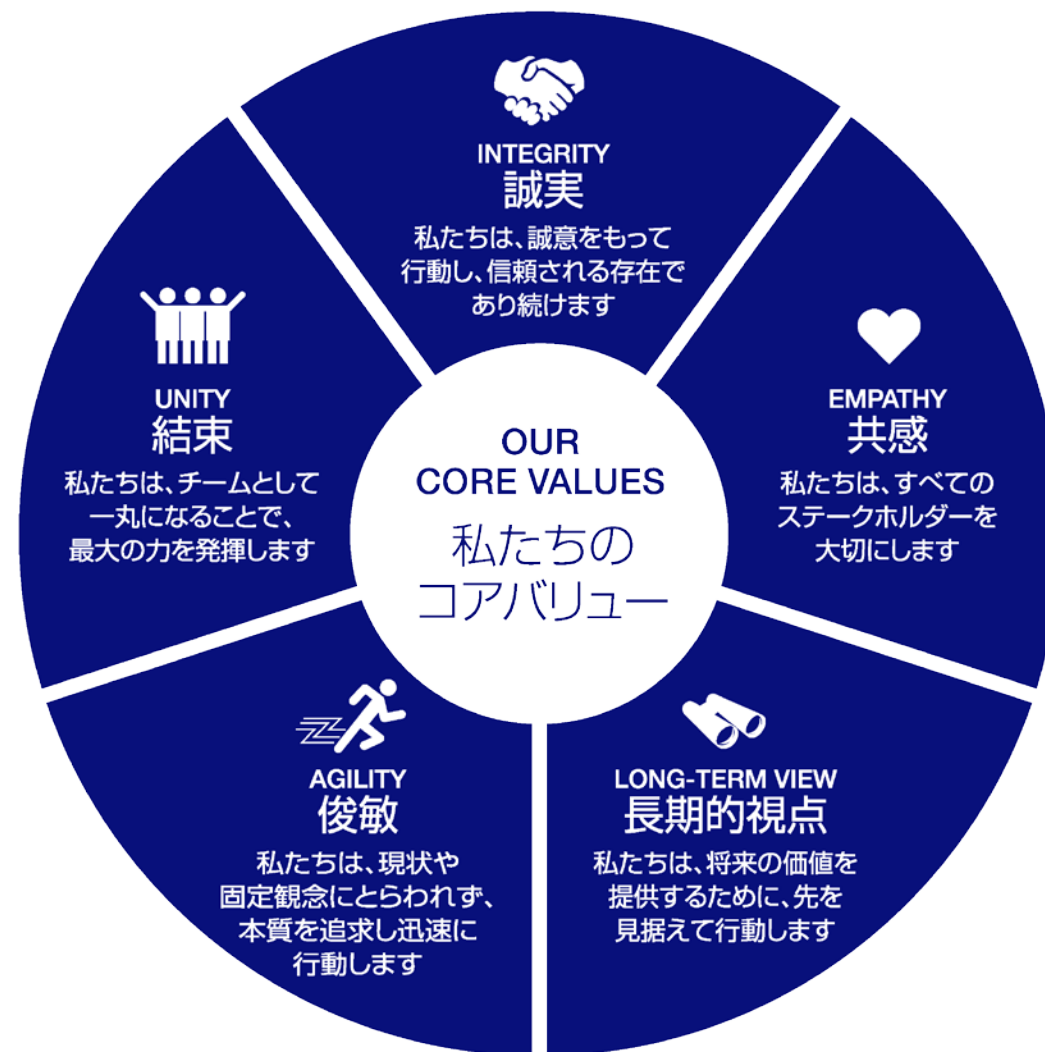 INTEGRITY
誠実
私たちは、誠意をもって
行動し、信頼される存在で
あり続けます
EMPATHY
共感
私たちは、すべての
ステークホルダーを
大切にします
LONG-TERM VIEW
長期的視点
私たちは、将来の価値を
提供するために、先を
見据えて行動します
AGILITY
俊敏
私たちは、現状や
固定観念にとらわれず、
本質を追求し迅速に
行動します
UNITY
結束
私たちは、チームとして
一丸になることで、
最大の力を発揮します
OUR
CORE VALUES
私たちの
コアバリュー